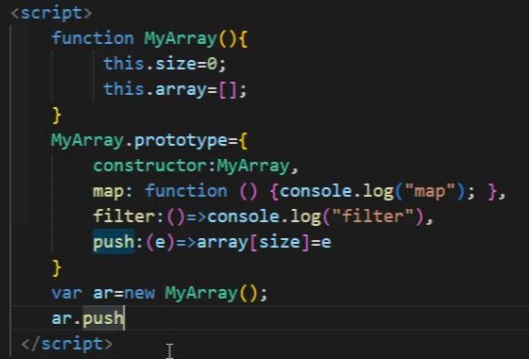 <script>
function MyArray(){
this.size=0;
this.array=[];
}
MyArray.prototype={
constructor:MyArray,
map: function () {console.log("map"); },
filter:()=>console.log("filter"),
push:(e)=>array[size]=e
}
var ar=new MyArray();
ar.push
</script>